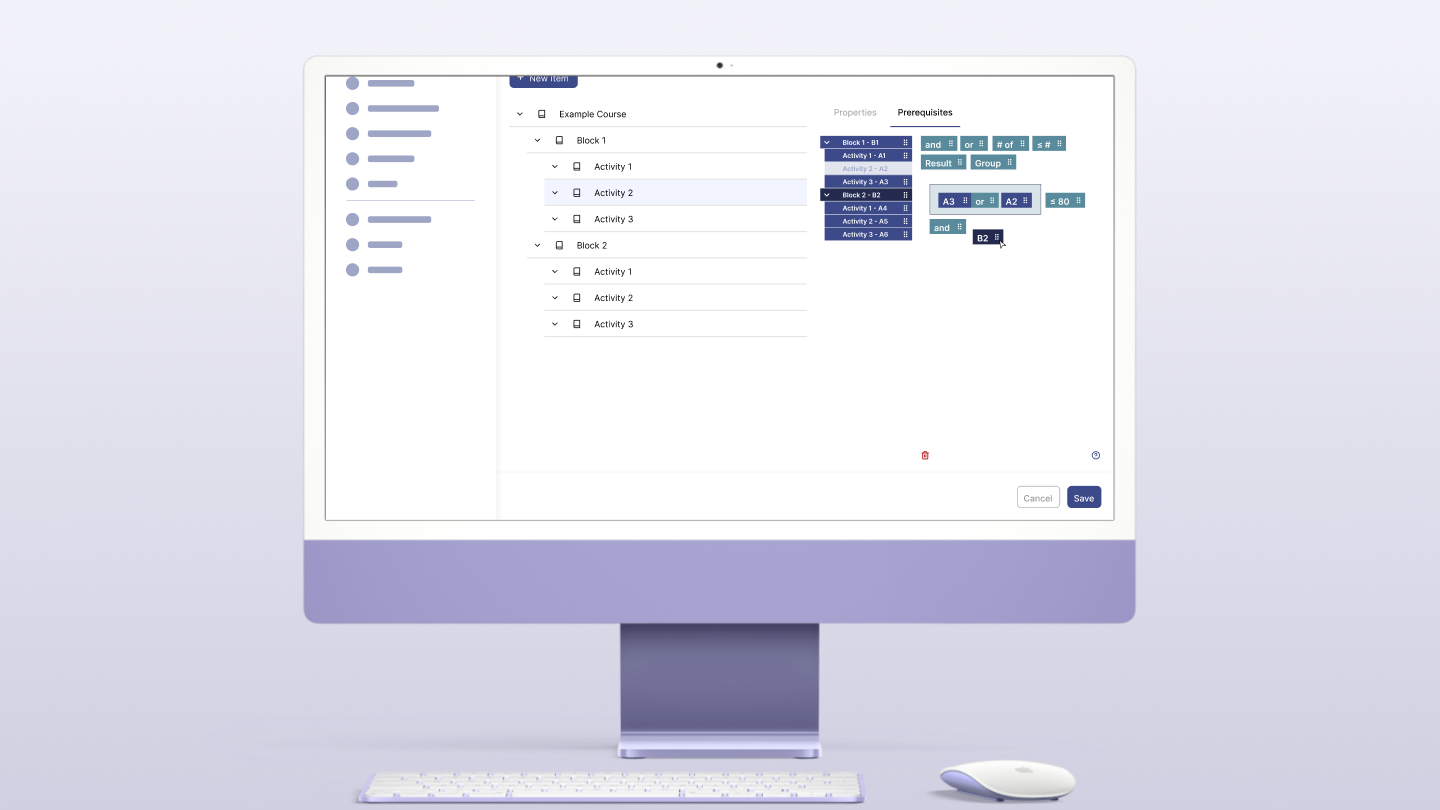 + New Item
Example Course
Block 1
Activity 1
Activity 2
Activity 3
Block 2
Activity 1
Activity 2
Activity 3
Properties Prerequisites
Block 1 - B1
Activity 1 - A1
Activity 2 - A2
Activity 3 - A3
Block 2 - B2
Activity 1 - A4
Activity 2 - A5
Activity 3 - A6
and or # of ≤ #
Result Group
A3 or A2 ≤ 80
and
B2
Cancel Save